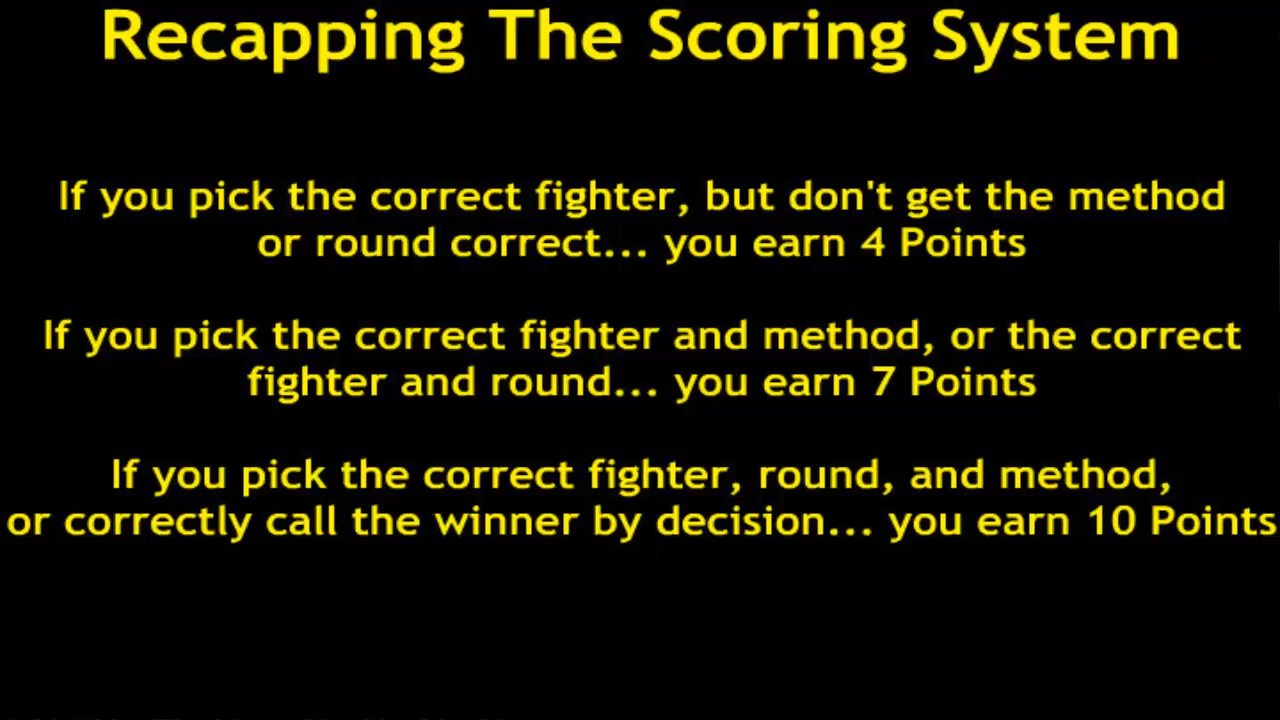 Recapping The Scoring System
If you pick the correct fighter, but don't get the method
or round correct... you earn 4 Points
If you pick the correct fighter and method, or the correct
fighter and round... you earn 7 Points
If you pick the correct fighter, round, and method,
or correctly call the winner by decision... you earn 10 Points